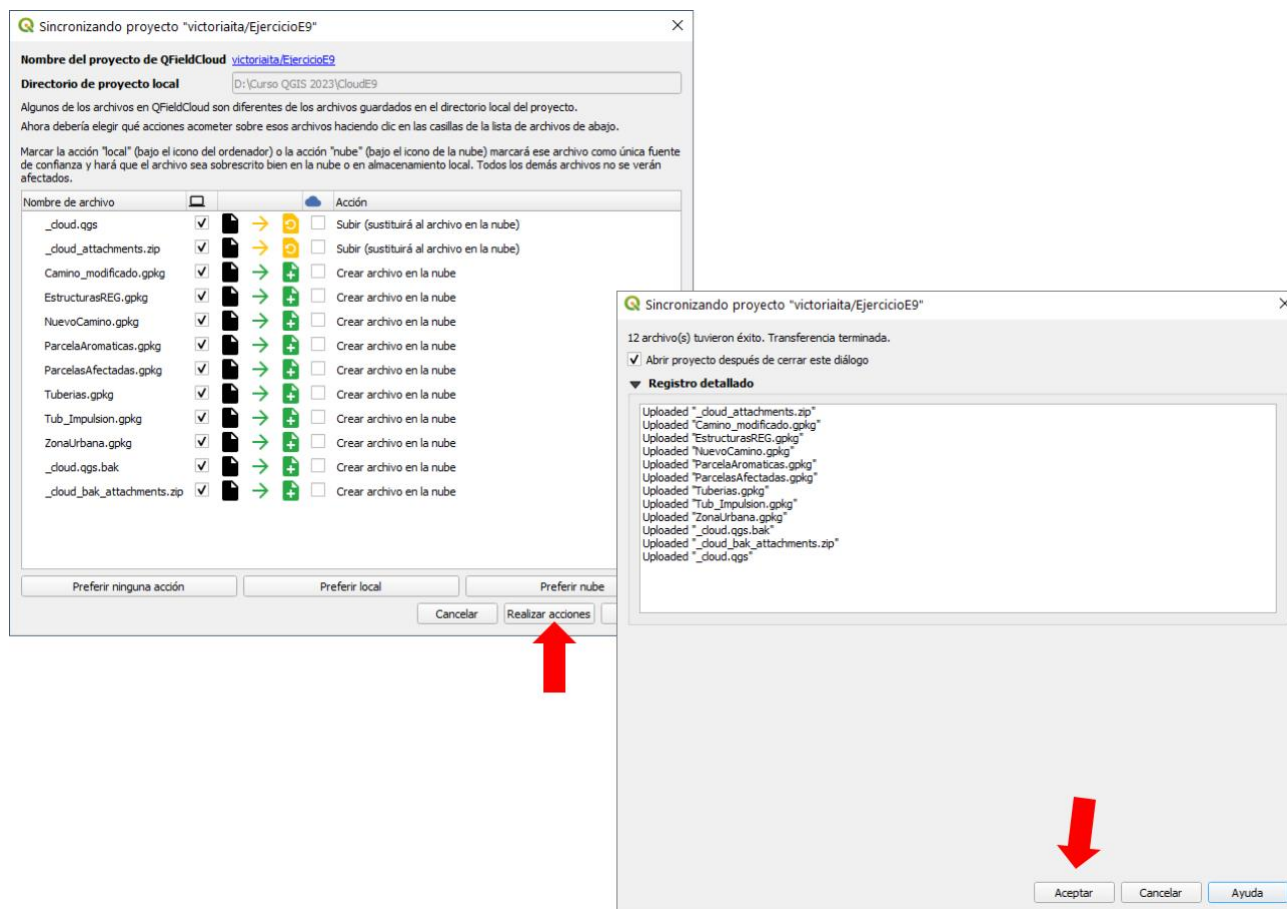 Sincronizando proyecto "victoriaita/EjercicioE9"
Nombre del proyecto de QFieldCloud victoriaita/EjercicioE9
Directorio de proyecto local D:\Curso QGIS 2023\CloudE9
Algunos de los archivos en QFieldCloud son diferentes de los archivos guardados en el directorio local del proyecto.
Ahora debería elegir qué acciones acometer sobre esos archivos haciendo clic en las casillas de la lista de archivos de abajo.
Marcar la acción "local" (bajo el icono del ordenador) o la acción "nube" (bajo el icono de la nube) marcará ese archivo como única fuente
de confianza y hará que el archivo sea sobrescrito bien en la nube o en almacenamiento local. Todos los demás archivos no se verán
afectados.
Nombre de archivo Acción
_cloud.qgs Subir (sustituirá al archivo en la nube)
_cloud_attachments.zip Subir (sustituirá al archivo en la nube)
Camino_modificado.gpkg Crear archivo en la nube
EstructurasREG.gpkg Crear archivo en la nube
NuevoCamino.gpkg Crear archivo en la nube
ParcelaAromaticas.gpkg Crear archivo en la nube
ParcelasAfectadas.gpkg Crear archivo en la nube
Tuberias.gpkg Crear archivo en la nube
Tub_Impulsion.gpkg Crear archivo en la nube
ZonaUrbana.gpkg Crear archivo en la nube
_cloud.qgs.bak Crear archivo en la nube
_cloud_bak_attachments.zip Crear archivo en la nube
Preferir ninguna acción Preferir local Preferir nube
Cancelar Realizar acciones
Sincronizando proyecto "victoriaita/EjercicioE9"
12 archivo(s) tuvieron éxito. Transferencia terminada.
Abrir proyecto después de cerrar este diálogo
Registro detallado
Uploaded "_cloud_attachments.zip"
Uploaded "Camino_modificado.gpkg"
Uploaded "EstructurasREG.gpkg"
Uploaded "NuevoCamino.gpkg"
Uploaded "ParcelaAromaticas.gpkg"
Uploaded "ParcelasAfectadas.gpkg"
Uploaded "Tuberias.gpkg"
Uploaded "Tub_Impulsion.gpkg"
Uploaded "ZonaUrbana.gpkg"
Uploaded "_cloud.qgs.bak"
Uploaded "_cloud_bak_attachments.zip"
Uploaded "_cloud.qgs"
Aceptar Cancelar Ayuda